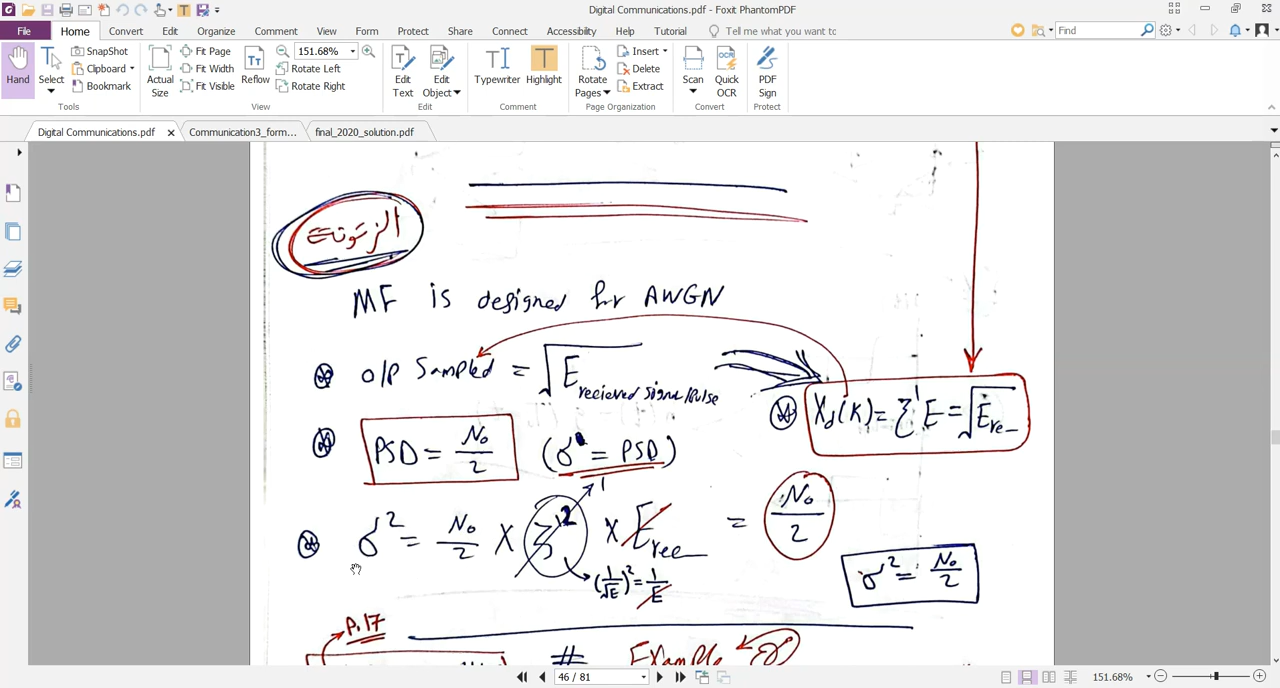 Digital Communications.pdf - Foxit PhantomPDF
File Home Convert Edit Organize Comment View Form Protect Share Connect Accessibility Help Tutorial Tell me what you want to Find
Hand Select SnapShot Clipboard Bookmark Actual Size Fit Page Fit Width Fit Visible Reflow 151.68% Rotate Left Rotate Right Edit Text Edit Object Typewriter Highlight Rotate Pages Insert Delete Extract Scan Quick OCR PDF Sign
Tools View Edit Comment Page Organization Convert Protect
Digital Communications.pdf Communication3_form... final_2020_solution.pdf
الزتونة
MF is designed for AWGN
O/P Sampled = √E recieved signal pulse
X₀(K) = ξ' E = √E re_
PSD = No/2 (σ² = PSD)
σ² = No/2 X ξ² X E rec = No/2
(1/√E)² = 1/E
σ² = No/2
P.17
# Example
46 / 81 151.68%